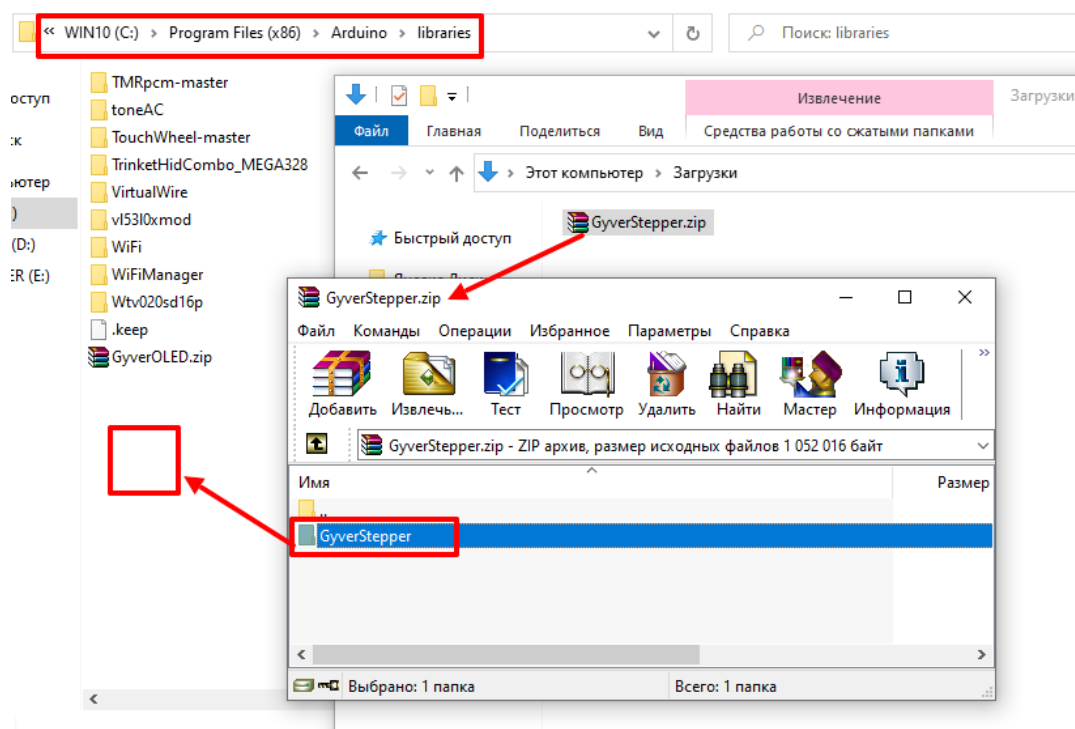 « WIN10 (C:) › Program Files (x86) › Arduino › libraries
Поиск: libraries
оступ
ск
ьютер
)
(D:)
ER (E:)
TMRpcm-master
toneAC
TouchWheel-master
TrinketHidCombo_MEGA328
VirtualWire
vl53l0xmod
WiFi
WiFiManager
Wtv020sd16p
.keep
GyverOLED.zip
Извлечение
Загрузки
Файл Главная Поделиться Вид Средства работы со сжатыми папками
Этот компьютер › Загрузки
Быстрый доступ
GyverStepper.zip
GyverStepper.zip
Файл Команды Операции Избранное Параметры Справка
Добавить Извлечь... Тест Просмотр Удалить Найти Мастер Информация
GyverStepper.zip - ZIP архив, размер исходных файлов 1 052 016 байт
Имя Размер
..
GyverStepper
Выбрано: 1 папка Всего: 1 папка